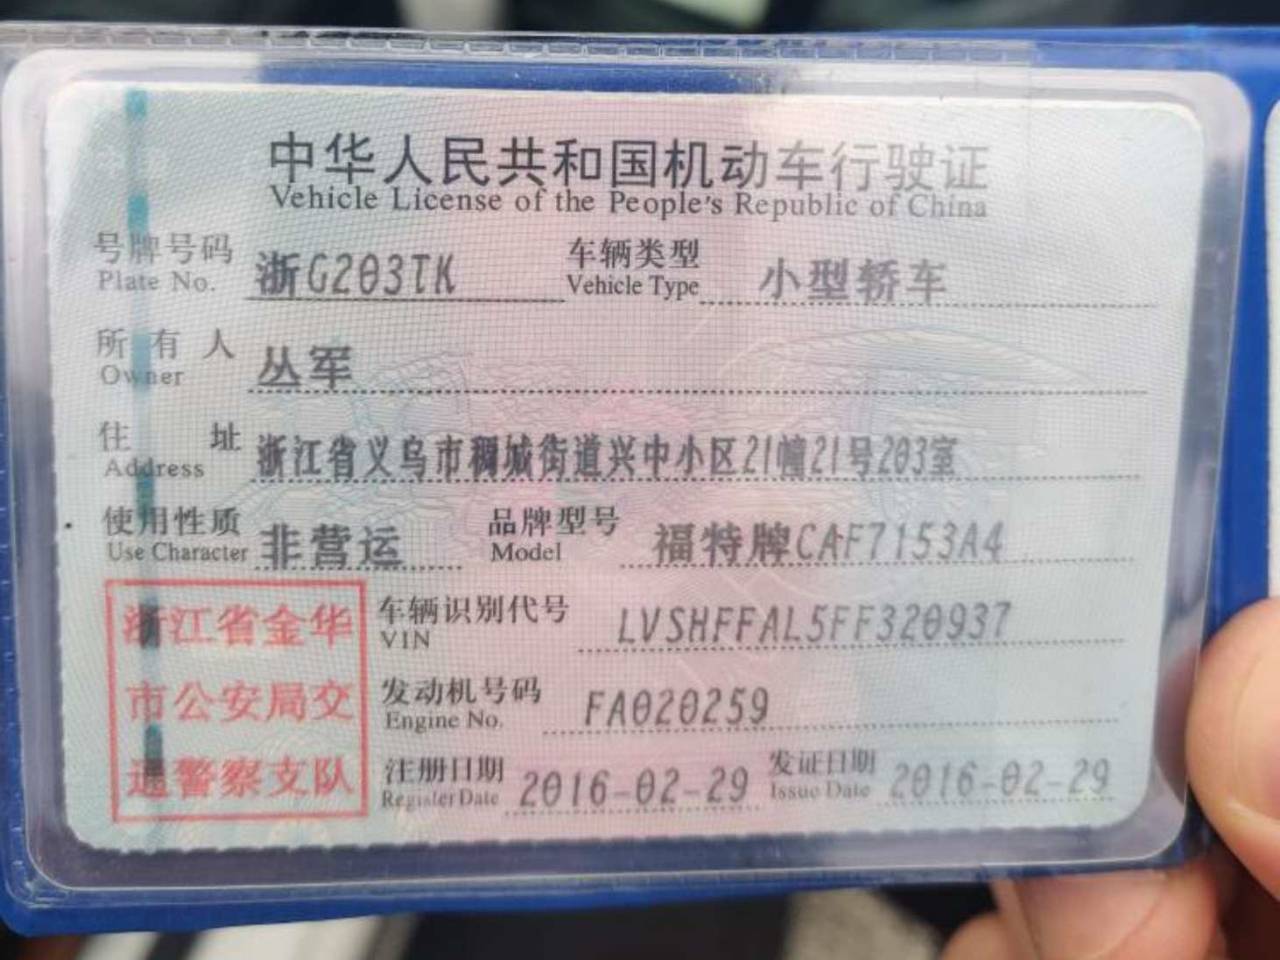 中华人民共和国机动车行驶证
Vehicle License of the People's Republic of China
号牌号码 浙G203TK 车辆类型 小型轿车
Plate No. Vehicle Type
所有人 丛军
Owner
住址 浙江省义乌市稠城街道兴中小区21幢21号203室
Address
使用性质 非营运 品牌型号 福特牌CAF7153A4
Use Character Model
浙江省金华 车辆识别代号 LVSHFFAL5FF320937
VIN
市公安局交 发动机号码 FA020259
Engine No.
通警察支队 注册日期 2016-02-29 发证日期 2016-02-29
Register Date Issue Date